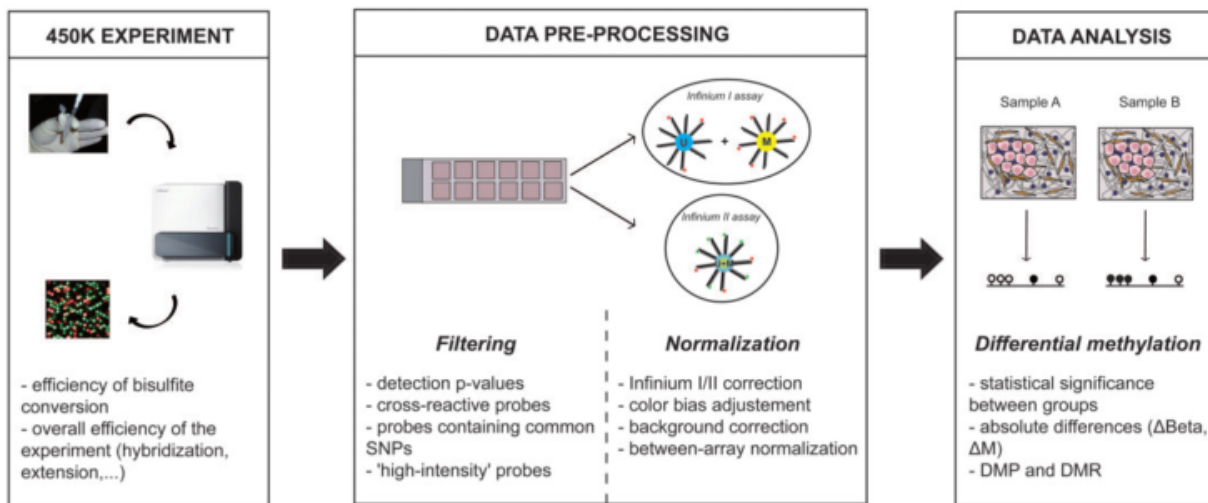 450K EXPERIMENT
- efficiency of bisulfite
conversion
- overall efficiency of the
experiment (hybridization,
extension,...)
DATA PRE-PROCESSING
Infinium I assay
U
+
M
Infinium II assay
Filtering
- detection p-values
- cross-reactive probes
- probes containing common
SNPs
- 'high-intensity' probes
Normalization
- Infinium I/II correction
- color bias adjustement
- background correction
- between-array normalization
DATA ANALYSIS
Sample A
Sample B
Differential methylation
- statistical significance
between groups
- absolute differences (ΔBeta,
ΔM)
- DMP and DMR